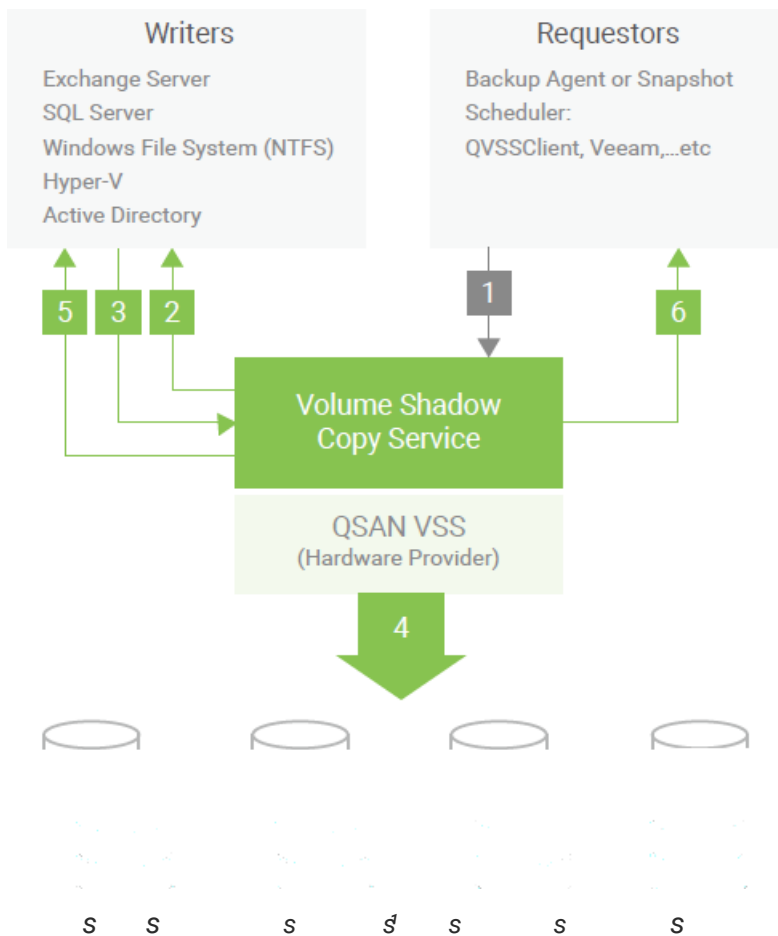 Writers
Exchange Server
SQL Server
Windows File System (NTFS)
Hyper-V
Active Directory
Requestors
Backup Agent or Snapshot
Scheduler:
QVSSClient, Veeam,...etc
5
3
2
1
6
Volume Shadow
Copy Service
QSAN VSS
(Hardware Provider)
4
s s s s s s